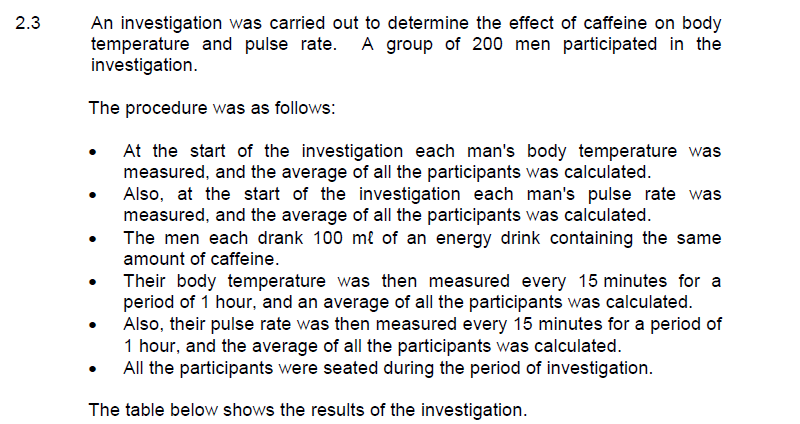 2.3 An investigation was carried out to determine the effect of caffeine on body
temperature and pulse rate. A group of 200 men participated in the
investigation.
The procedure was as follows:
• At the start of the investigation each man's body temperature was
measured, and the average of all the participants was calculated.
• Also, at the start of the investigation each man's pulse rate was
measured, and the average of all the participants was calculated.
• The men each drank 100 mℓ of an energy drink containing the same
amount of caffeine.
• Their body temperature was then measured every 15 minutes for a
period of 1 hour, and an average of all the participants was calculated.
• Also, their pulse rate was then measured every 15 minutes for a period of
1 hour, and the average of all the participants was calculated.
• All the participants were seated during the period of investigation.
The table below shows the results of the investigation.